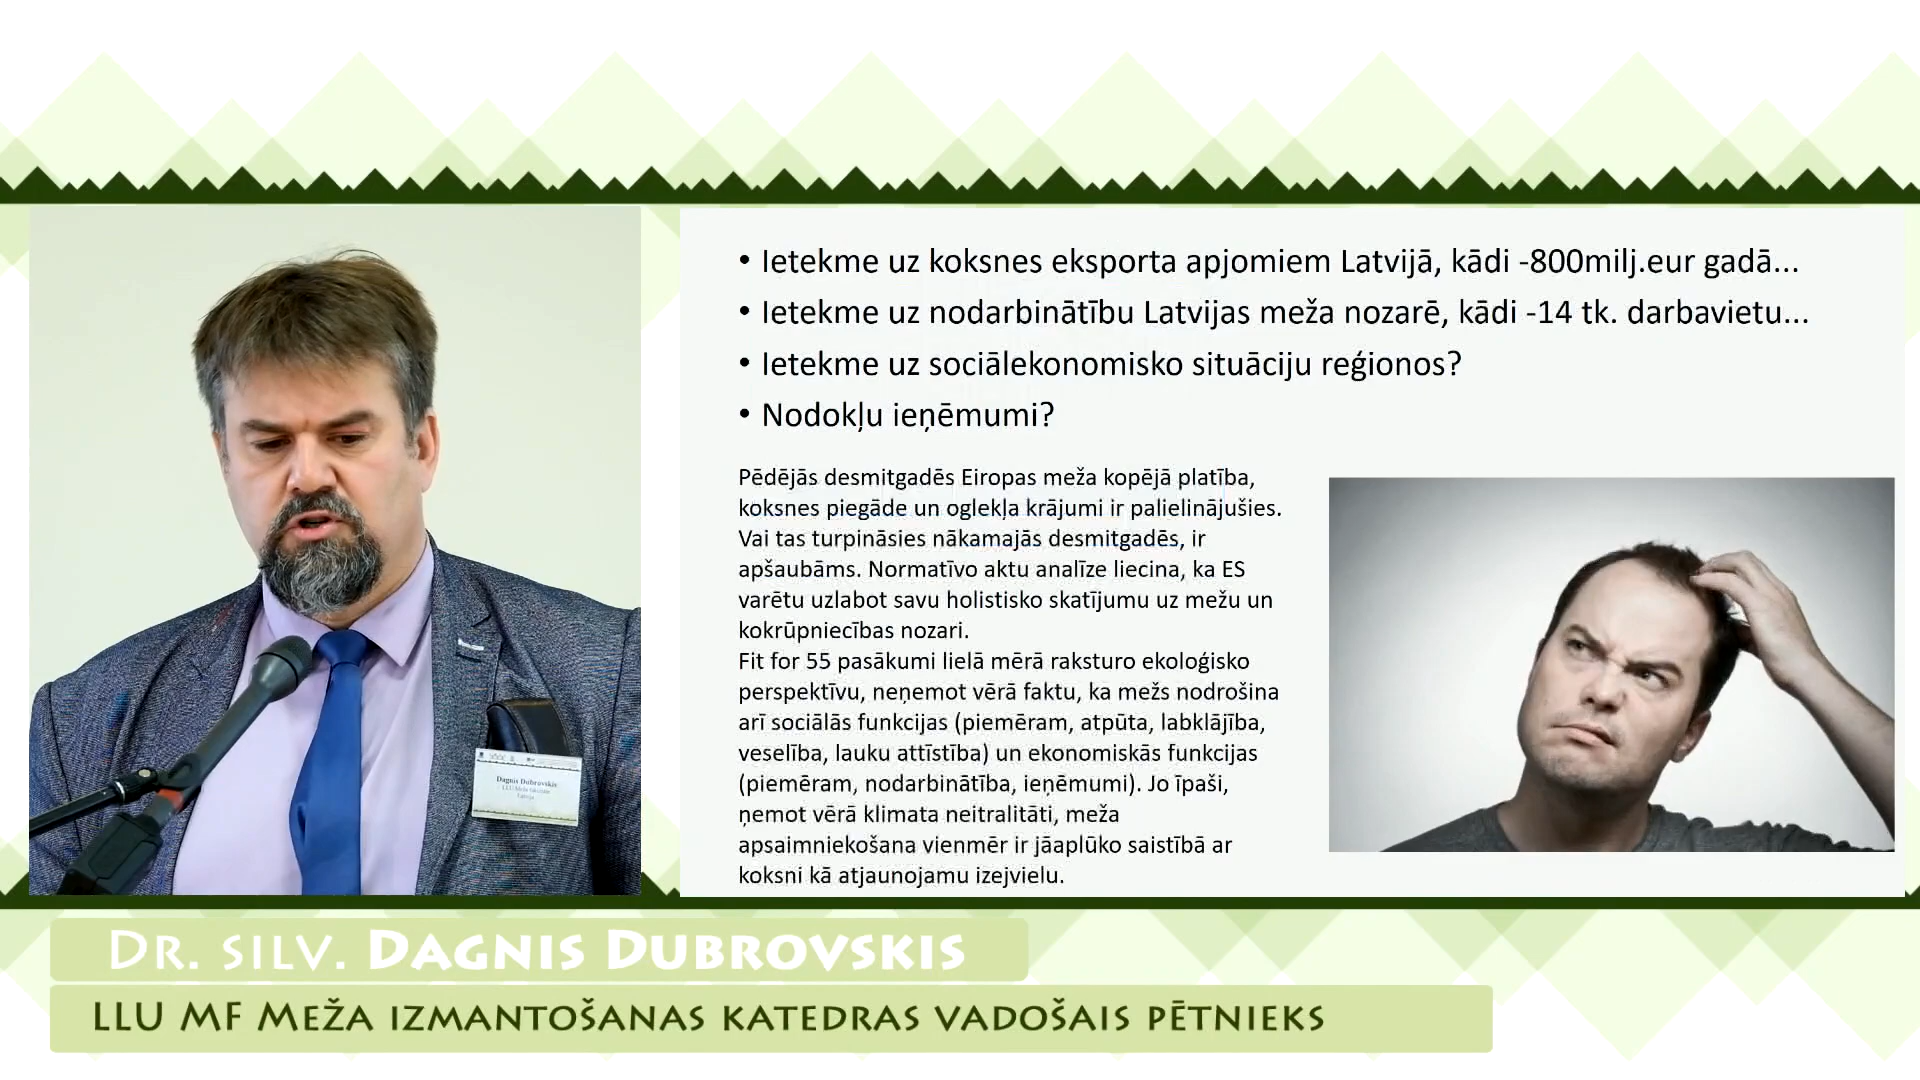 • Ietekme uz koksnes eksporta apjomiem Latvijā, kādi -800milj.eur gadā...
• Ietekme uz nodarbinātību Latvijas meža nozarē, kādi -14 tk. darbavietu...
• Ietekme uz sociālekonomisko situāciju reģionos?
• Nodokļu ieņēmumi?
Pēdējās desmitgadēs Eiropas meža kopējā platība,
koksnes piegāde un oglekļa krājumi ir palielinājušies.
Vai tas turpināsies nākamajās desmitgadēs, ir
apšaubāms. Normatīvo aktu analīze liecina, ka ES
varētu uzlabot savu holistisko skatījumu uz mežu un
kokrūpniecības nozari.
Fit for 55 pasākumi lielā mērā raksturo ekoloģisko
perspektīvu, neņemot vērā faktu, ka mežs nodrošina
arī sociālās funkcijas (piemēram, atpūta, labklājība,
veselība, lauku attīstība) un ekonomiskās funkcijas
(piemēram, nodarbinātība, ieņēmumi). Jo īpaši,
ņemot vērā klimata neitralitāti, meža
apsaimniekošana vienmēr ir jāaplūko saistībā ar
koksni kā atjaunojamu izejvielu.
Dagnis Dubrovskis
DR. SILV. DAGNIS DUBROVSKIS
LLU MF MEŽA IZMANTOŠANAS KATEDRAS VADOŠAIS PĒTNIEKS